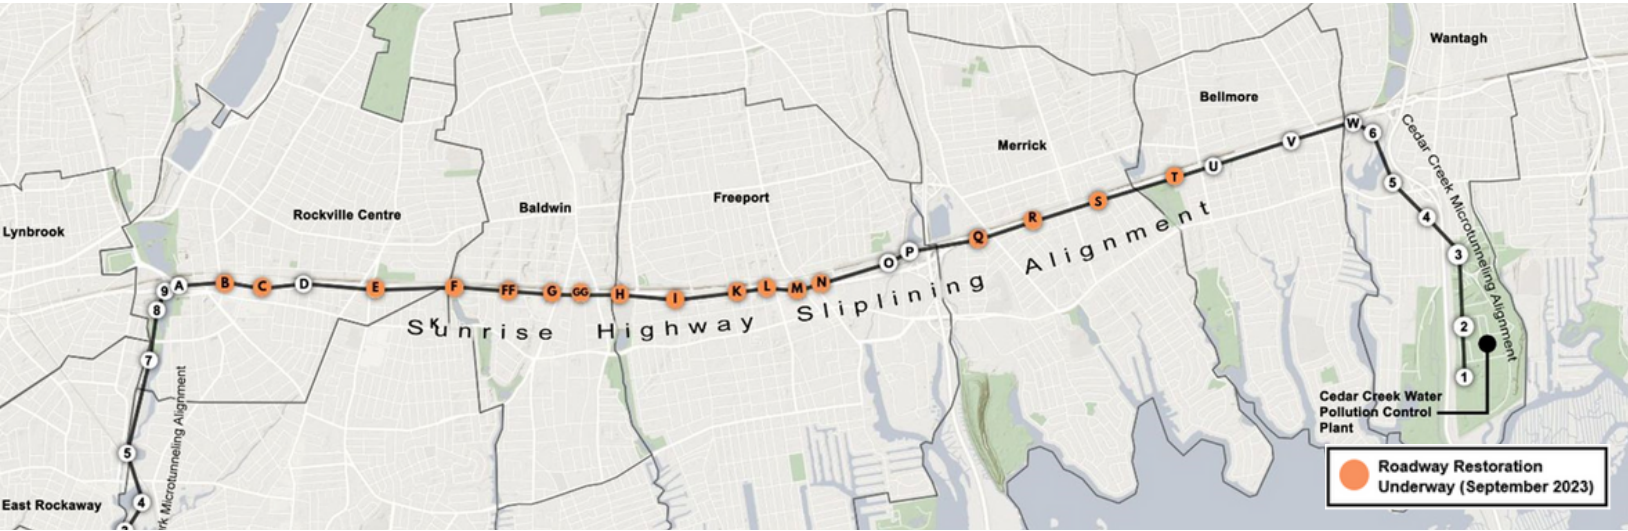 Wantagh
Bellmore
Merrick
Freeport
Baldwin
Rockville Centre
Lynbrook
East Rockaway
A
B
C
D
E
F
FF
G
GG
H
I
K
L
M
N
O
P
Q
R
S
T
U
V
W
6
5
4
3
2
1
9
8
7
5
4
Sunrise Highway Sliplining Alignment
K
Cedar Creek Microtunneling Alignment
rk Microtunneling Alignment
Cedar Creek Water
Pollution Control
Plant
Roadway Restoration
Underway (September 2023)